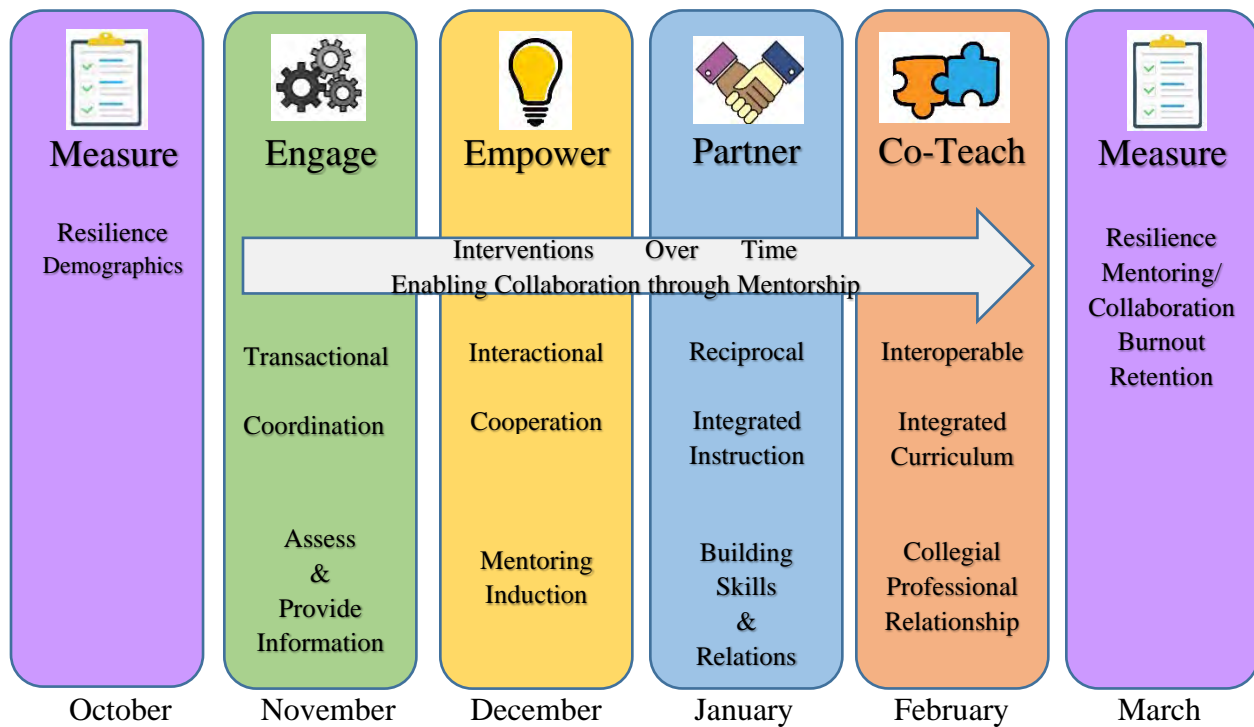 Measure
Resilience
Demographics
October
Engage
Transactional
Coordination
Assess
&
Provide
Information
November
Empower
Interactional
Cooperation
Mentoring
Induction
December
Partner
Reciprocal
Integrated
Instruction
Building
Skills
&
Relations
January
Co-Teach
Interoperable
Integrated
Curriculum
Collegial
Professional
Relationship
February
Measure
Resilience
Mentoring/
Collaboration
Burnout
Retention
March
Interventions Over Time
Enabling Collaboration through Mentorship